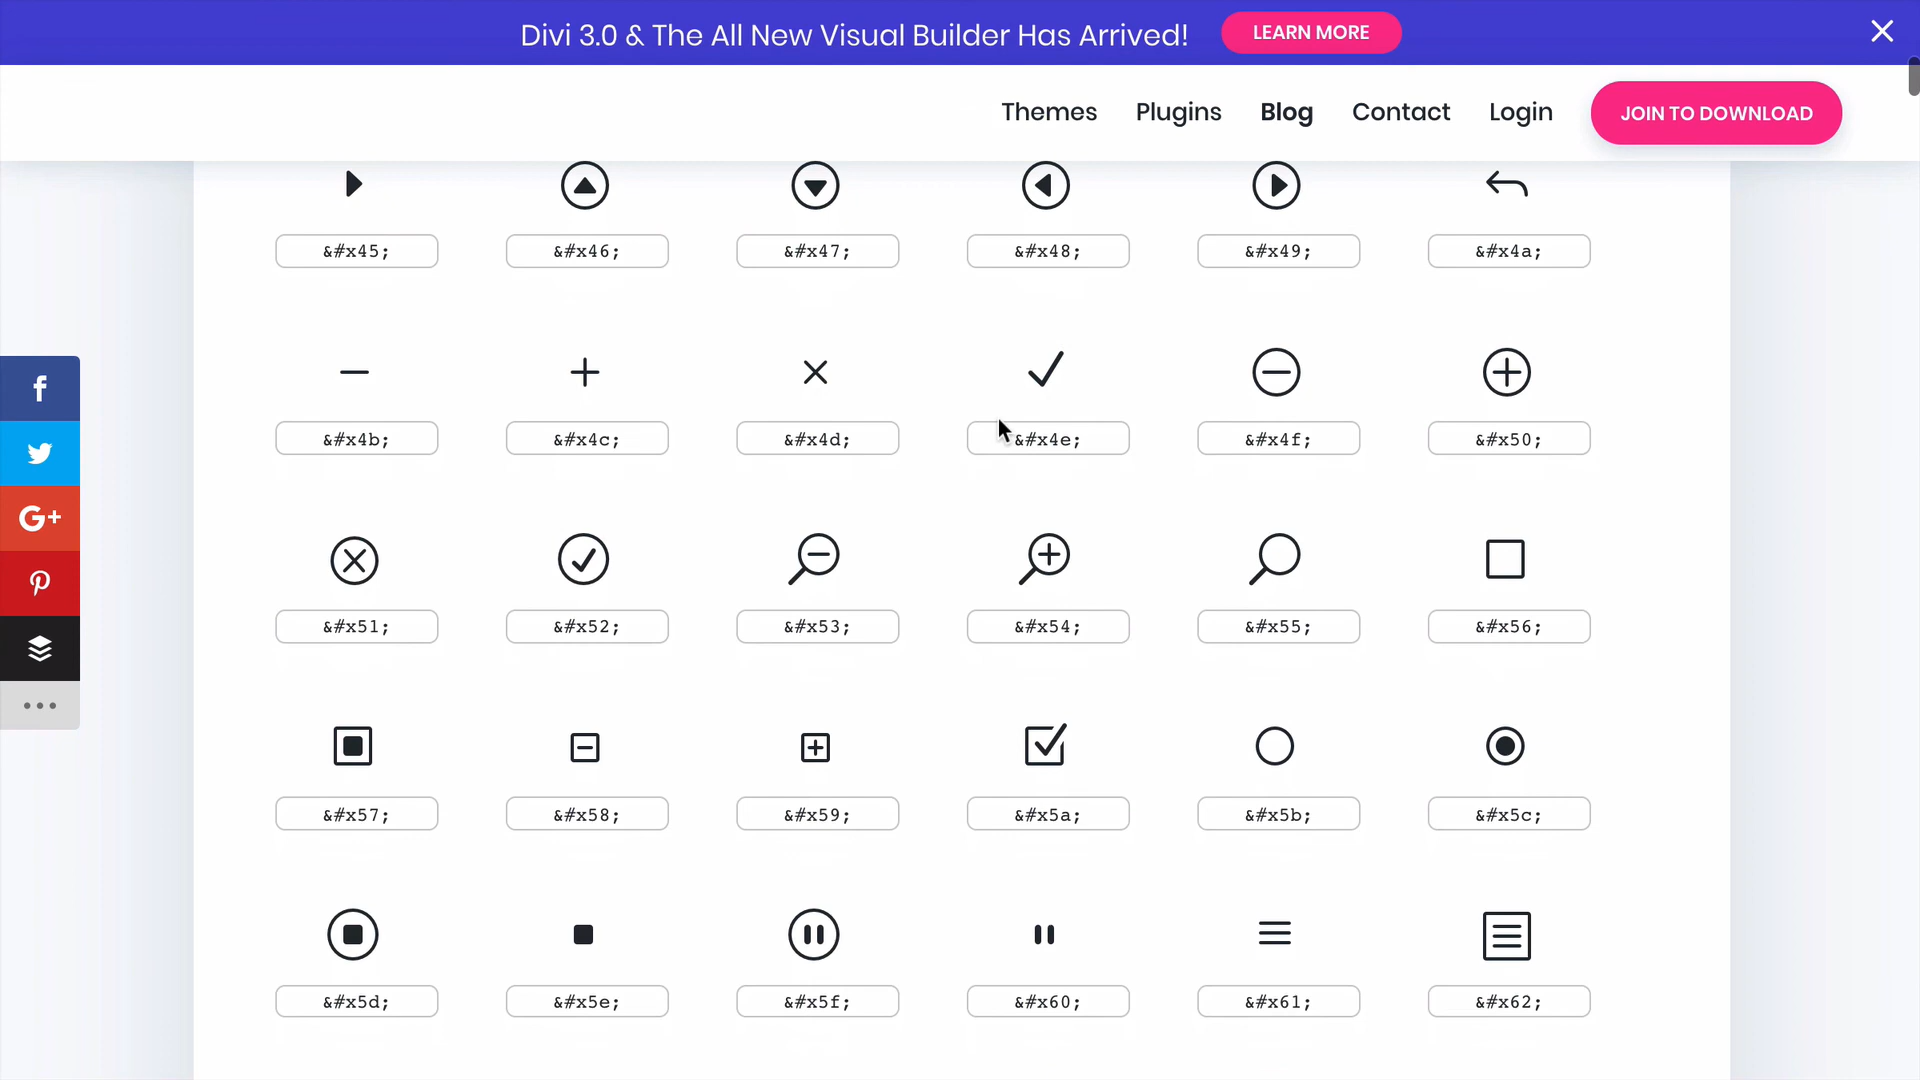 Divi 3.0 & The All New Visual Builder Has Arrived!
LEARN MORE
Themes Plugins Blog Contact Login JOIN TO DOWNLOAD
&#x45; &#x46; &#x47; &#x48; &#x49; &#x4a;
&#x4b; &#x4c; &#x4d; &#x4e; &#x4f; &#x50;
&#x51; &#x52; &#x53; &#x54; &#x55; &#x56;
&#x57; &#x58; &#x59; &#x5a; &#x5b; &#x5c;
&#x5d; &#x5e; &#x5f; &#x60; &#x61; &#x62;